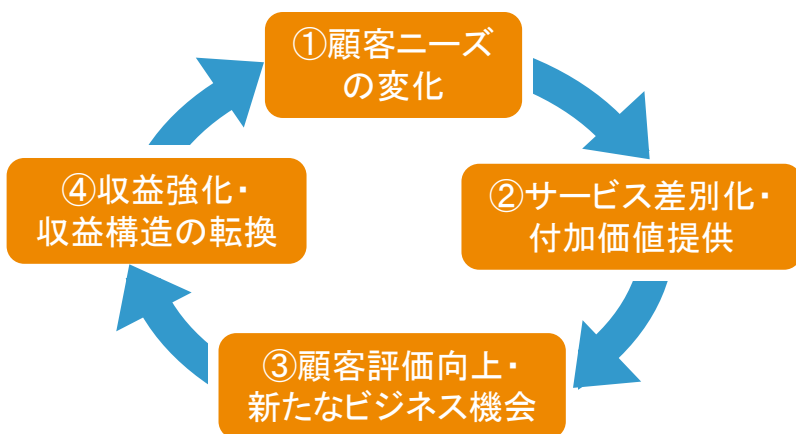 ①顧客ニーズ
の変化
②サービス差別化・
付加価値提供
③顧客評価向上・
新たなビジネス機会
④収益強化・
収益構造の転換